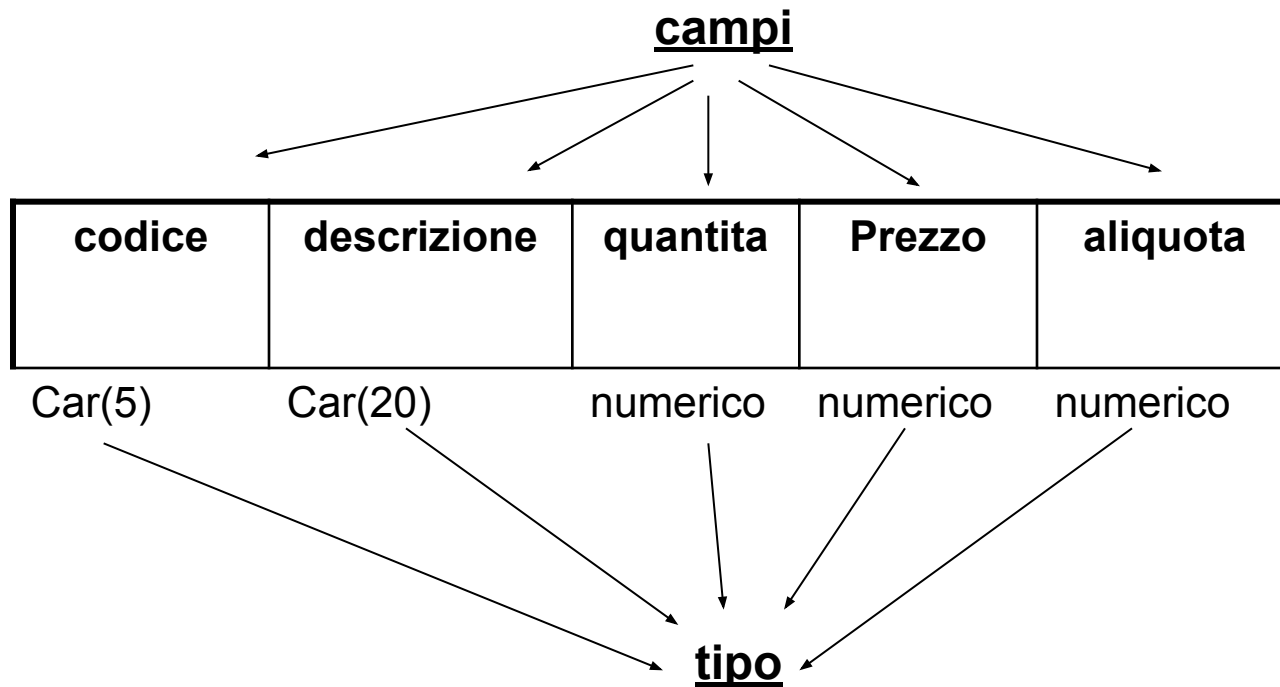 campi
codice descrizione quantita Prezzo aliquota
Car(5) Car(20) numerico numerico numerico
tipo